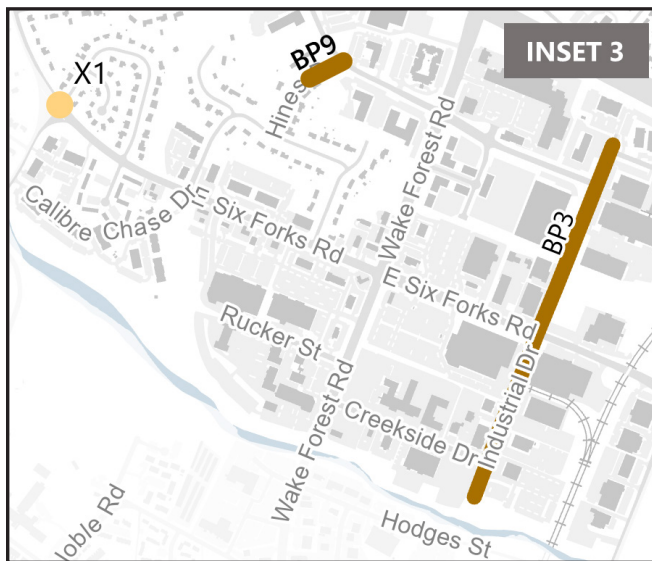 INSET 3
BP9
X1
Hines
Wake Forest Rd
BP3
Calibre
Chase Dr
E Six Forks Rd
E Six Forks Rd
Rucker St
Industrial Dr
Wake Forest Rd
Creekside Dr
Hodges St